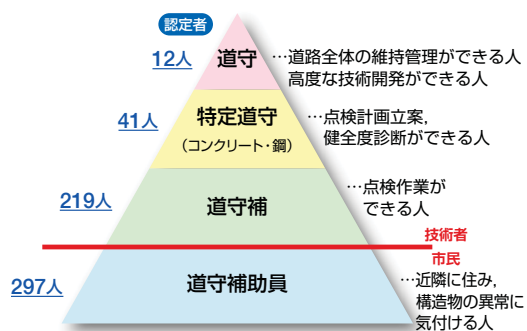 認定者
12人
道守
…道路全体の維持管理ができる人
高度な技術開発ができる人
41人
特定道守
（コンクリート・鋼）
…点検計画立案，
健全度診断ができる人
219人
道守補
…点検作業が
できる人
技術者
市民
297人
道守補助員
…近隣に住み，
構造物の異常に
気付ける人